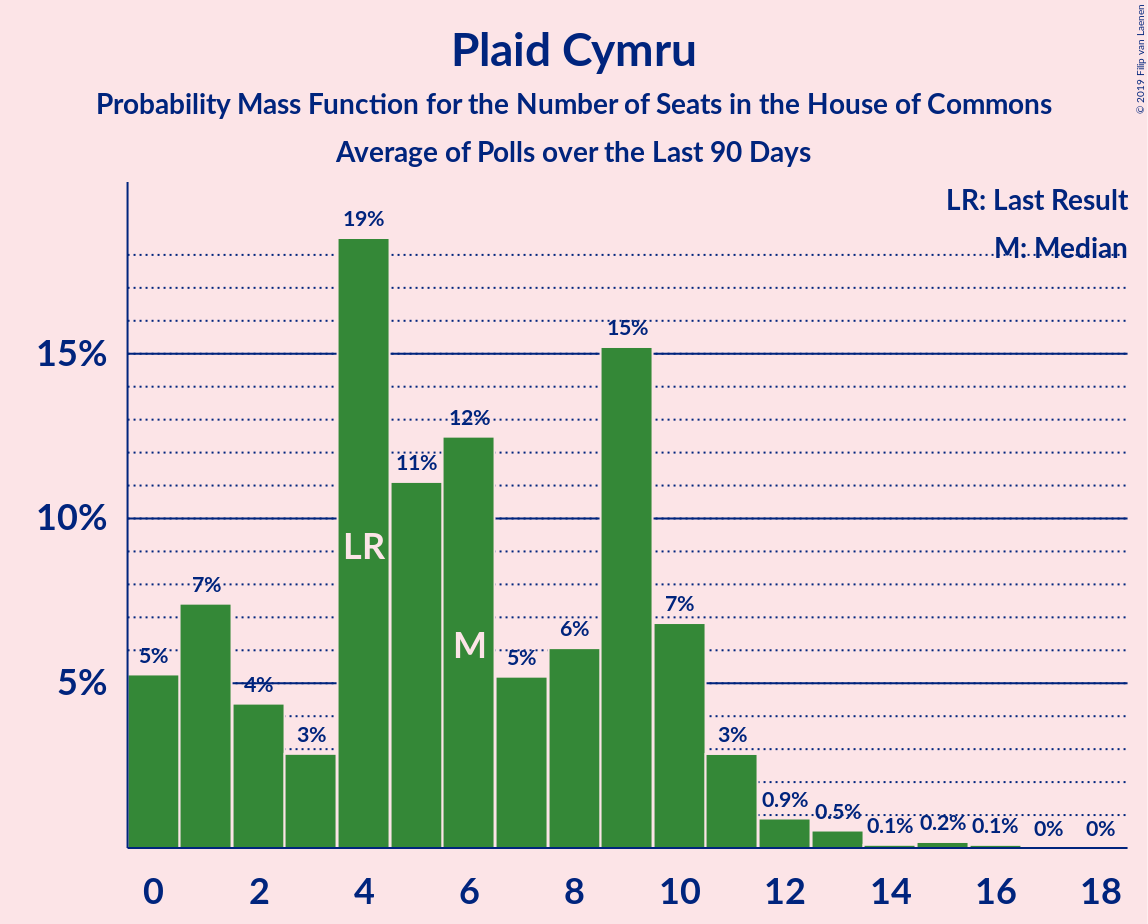 Plaid Cymru
Probability Mass Function for the Number of Seats in the House of Commons
Average of Polls over the Last 90 Days
© 2019 Filip van Laenen
LR: Last Result
M: Median
15%
10%
5%
5%
7%
4%
3%
19%
11%
12%
5%
6%
15%
7%
3%
0.9%
0.5%
0.1%
0.2%
0.1%
0%
0%
LR
M
0 2 4 6 8 10 12 14 16 18